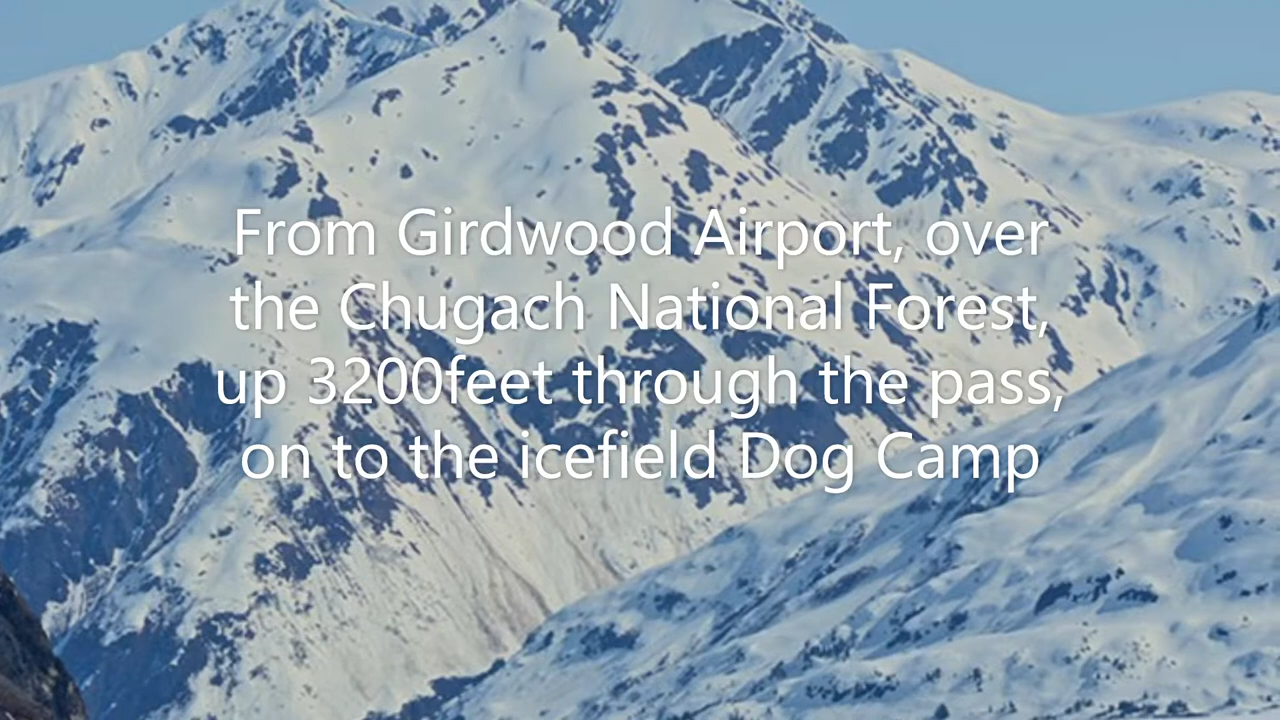 From Girdwood Airport, over
the Chugach National Forest,
up 3200feet through the pass,
on to the icefield Dog Camp